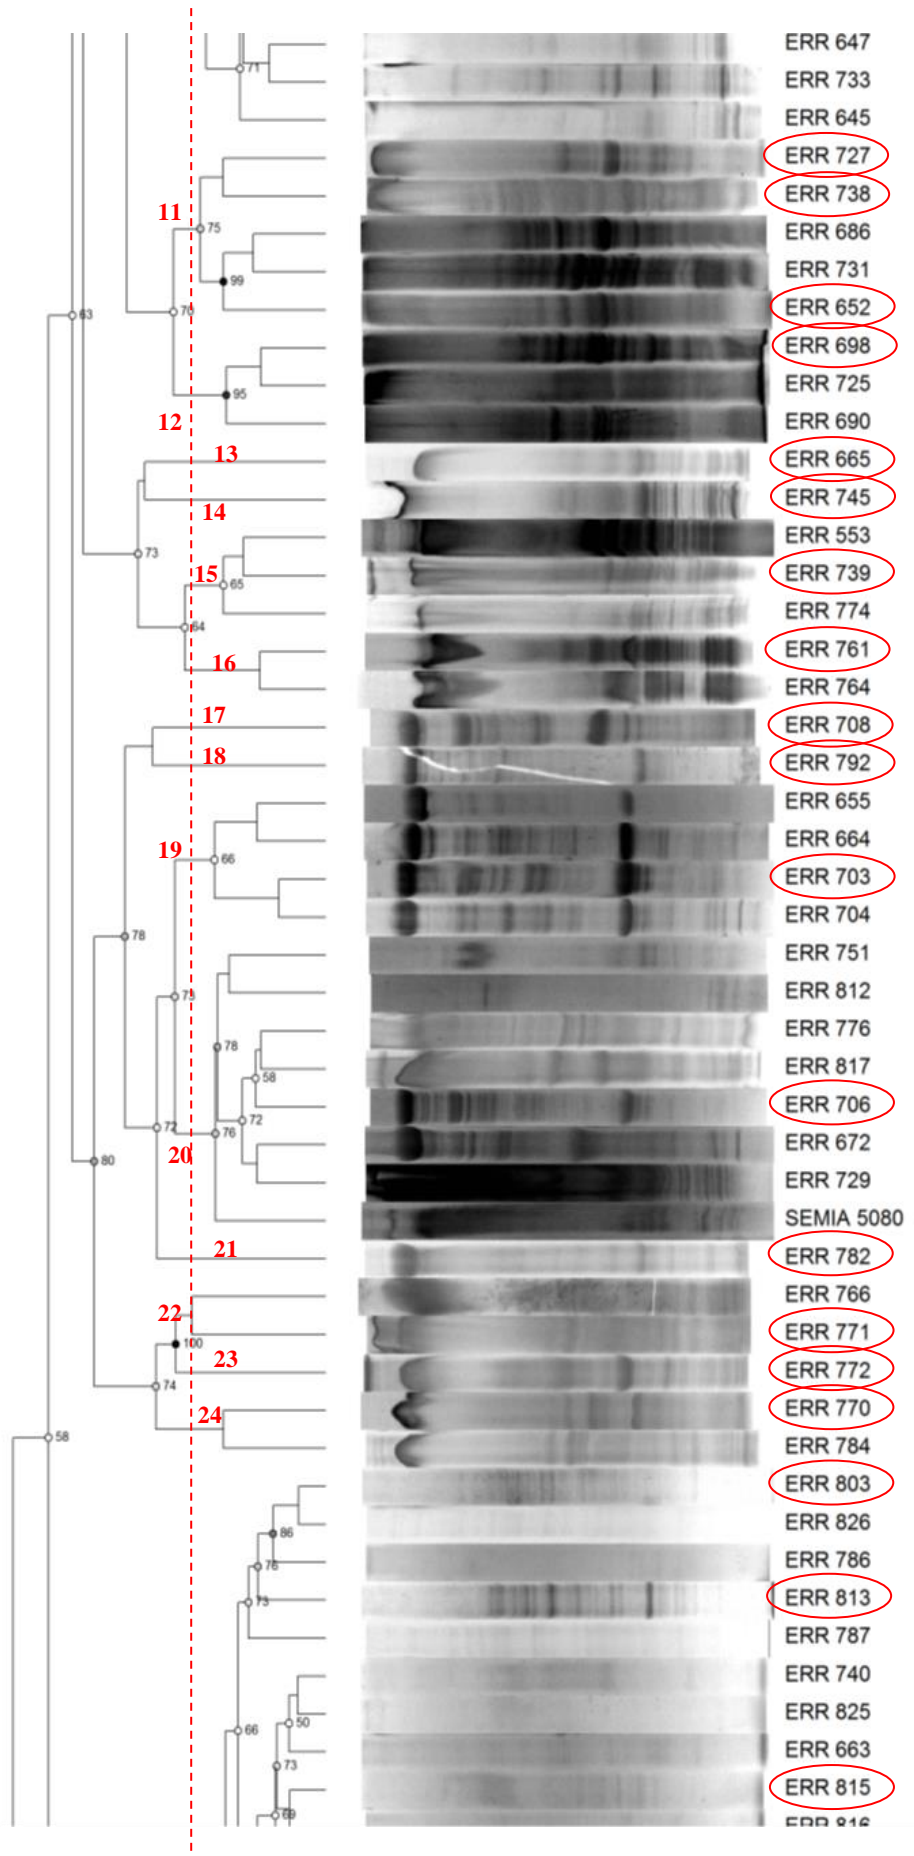 ERR 647
71
ERR 733
ERR 645
ERR 727
ERR 738
11
75
ERR 686
ERR 731
99
ERR 652
63
70
ERR 698
ERR 725
95
12
ERR 690
13
ERR 665
14
ERR 745
ERR 553
73
15
65
ERR 739
ERR 774
64
16
ERR 761
ERR 764
17
ERR 708
18
ERR 792
ERR 655
ERR 664
19
66
ERR 703
ERR 704
78
ERR 751
ERR 812
73
ERR 776
78
ERR 817
58
ERR 706
72
72
76
ERR 672
20
80
ERR 729
SEMIA 5080
21
ERR 782
ERR 766
22
ERR 771
100
23
ERR 772
74
24
ERR 770
58
ERR 784
ERR 803
ERR 826
86
ERR 786
76
73
ERR 813
ERR 787
ERR 740
50
ERR 825
66
ERR 663
73
ERR 815
69
ERR 816